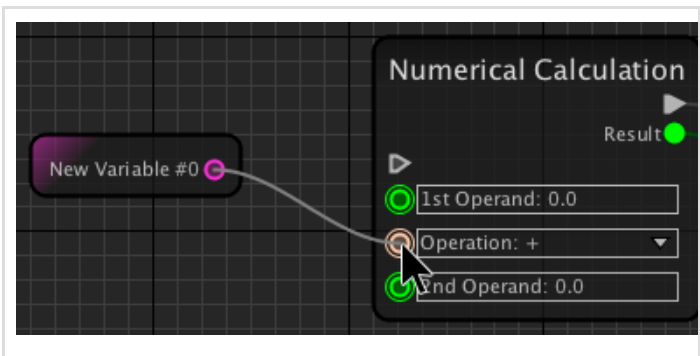 Numerical Calculation
Result
New Variable #0
1st Operand: 0.0
Operation: +
2nd Operand: 0.0